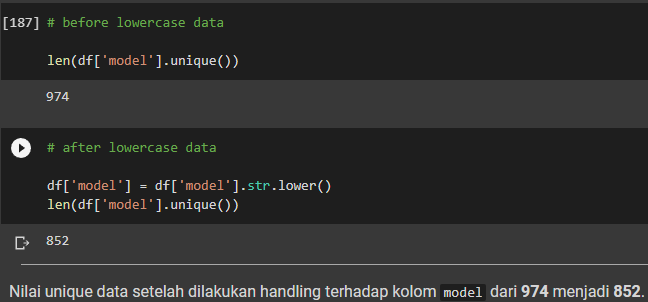 [187] # before lowercase data
len(df['model'].unique())
974
# after lowercase data
df['model'] = df['model'].str.lower()
len(df['model'].unique())
852
Nilai unique data setelah dilakukan handling terhadap kolom model dari 974 menjadi 852.